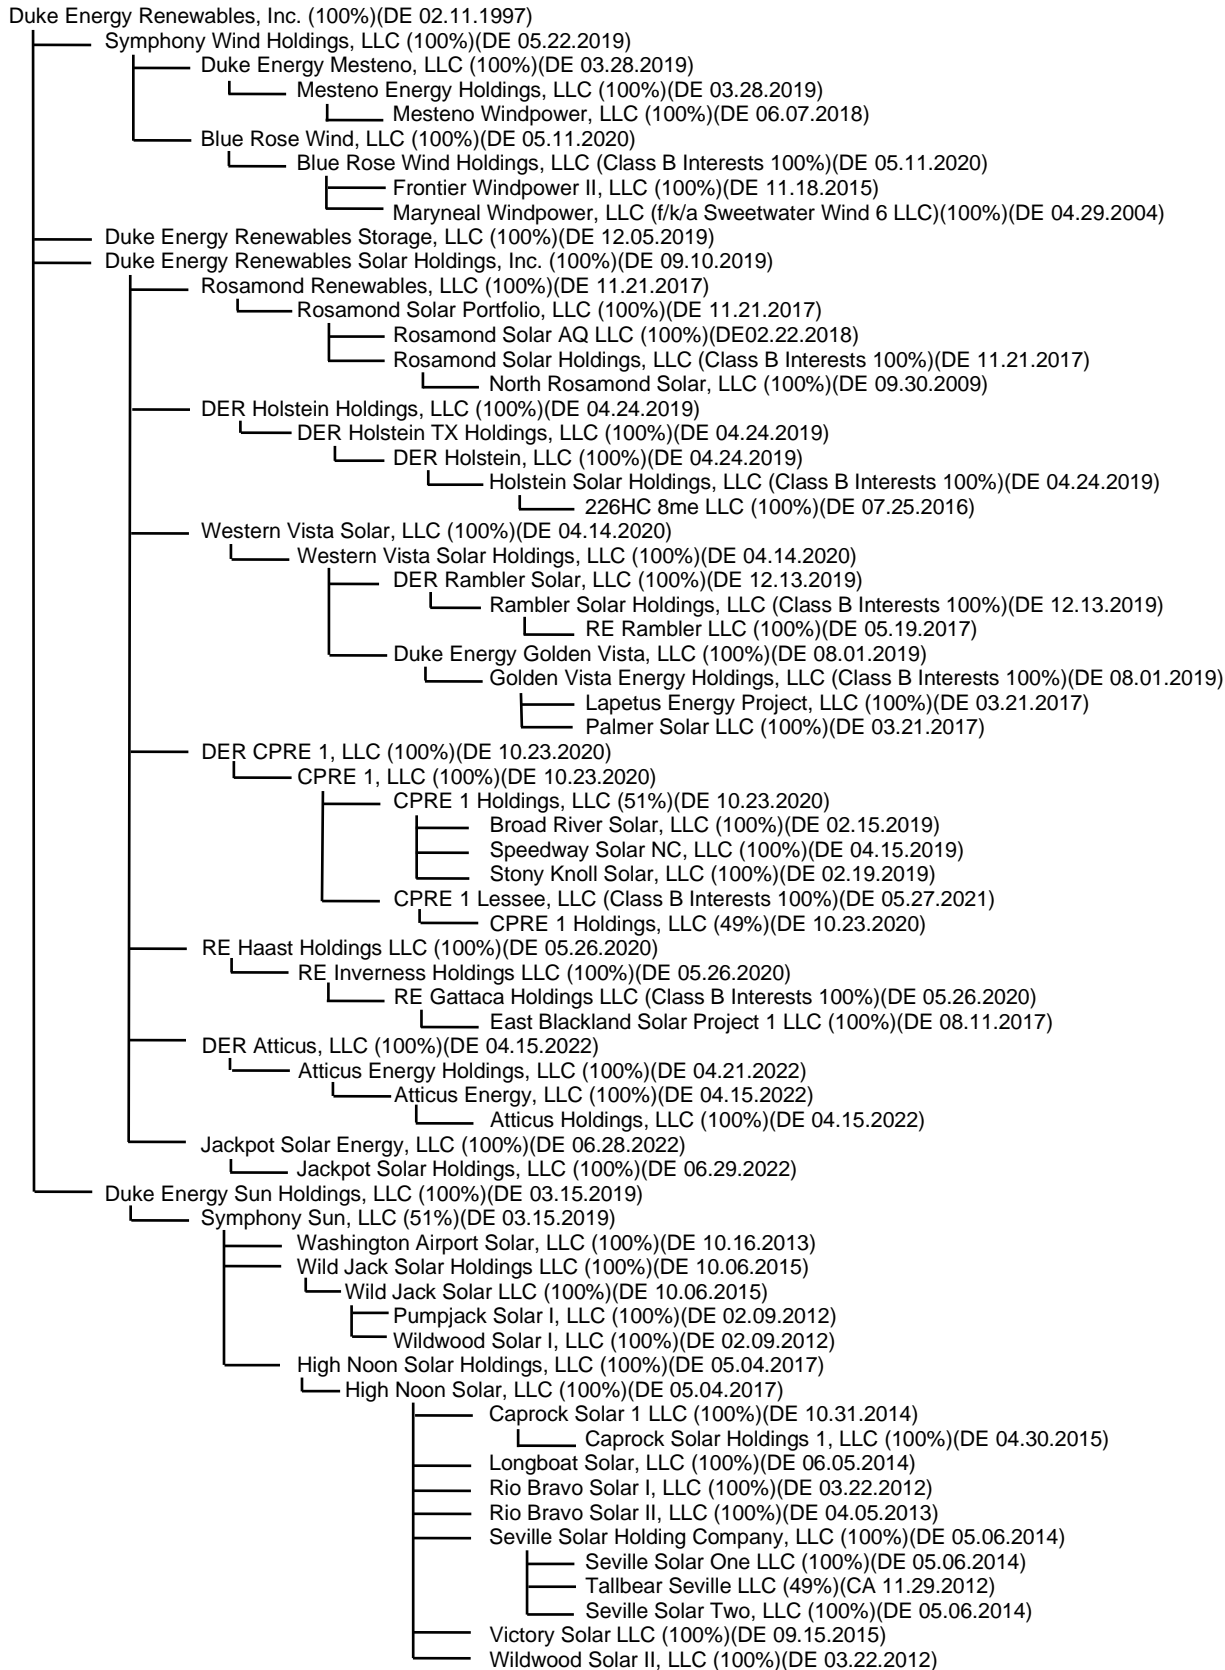 Duke Energy Renewables, Inc. (100%)(DE 02.11.1997)
Symphony Wind Holdings, LLC (100%)(DE 05.22.2019)
Duke Energy Mesteno, LLC (100%)(DE 03.28.2019)
Mesteno Energy Holdings, LLC (100%)(DE 03.28.2019)
Mesteno Windpower, LLC (100%)(DE 06.07.2018)
Blue Rose Wind, LLC (100%)(DE 05.11.2020)
Blue Rose Wind Holdings, LLC (Class B Interests 100%)(DE 05.11.2020)
Frontier Windpower II, LLC (100%)(DE 11.18.2015)
Maryneal Windpower, LLC (f/k/a Sweetwater Wind 6 LLC)(100%)(DE 04.29.2004)
Duke Energy Renewables Storage, LLC (100%)(DE 12.05.2019)
Duke Energy Renewables Solar Holdings, Inc. (100%)(DE 09.10.2019)
Rosamond Renewables, LLC (100%)(DE 11.21.2017)
Rosamond Solar Portfolio, LLC (100%)(DE 11.21.2017)
Rosamond Solar AQ LLC (100%)(DE02.22.2018)
Rosamond Solar Holdings, LLC (Class B Interests 100%)(DE 11.21.2017)
North Rosamond Solar, LLC (100%)(DE 09.30.2009)
DER Holstein Holdings, LLC (100%)(DE 04.24.2019)
DER Holstein TX Holdings, LLC (100%)(DE 04.24.2019)
DER Holstein, LLC (100%)(DE 04.24.2019)
Holstein Solar Holdings, LLC (Class B Interests 100%)(DE 04.24.2019)
226HC 8me LLC (100%)(DE 07.25.2016)
Western Vista Solar, LLC (100%)(DE 04.14.2020)
Western Vista Solar Holdings, LLC (100%)(DE 04.14.2020)
DER Rambler Solar, LLC (100%)(DE 12.13.2019)
Rambler Solar Holdings, LLC (Class B Interests 100%)(DE 12.13.2019)
RE Rambler LLC (100%)(DE 05.19.2017)
Duke Energy Golden Vista, LLC (100%)(DE 08.01.2019)
Golden Vista Energy Holdings, LLC (Class B Interests 100%)(DE 08.01.2019)
Lapetus Energy Project, LLC (100%)(DE 03.21.2017)
Palmer Solar LLC (100%)(DE 03.21.2017)
DER CPRE 1, LLC (100%)(DE 10.23.2020)
CPRE 1, LLC (100%)(DE 10.23.2020)
CPRE 1 Holdings, LLC (51%)(DE 10.23.2020)
Broad River Solar, LLC (100%)(DE 02.15.2019)
Speedway Solar NC, LLC (100%)(DE 04.15.2019)
Stony Knoll Solar, LLC (100%)(DE 02.19.2019)
CPRE 1 Lessee, LLC (Class B Interests 100%)(DE 05.27.2021)
CPRE 1 Holdings, LLC (49%)(DE 10.23.2020)
RE Haast Holdings LLC (100%)(DE 05.26.2020)
RE Inverness Holdings LLC (100%)(DE 05.26.2020)
RE Gattaca Holdings LLC (Class B Interests 100%)(DE 05.26.2020)
East Blackland Solar Project 1 LLC (100%)(DE 08.11.2017)
DER Atticus, LLC (100%)(DE 04.15.2022)
Atticus Energy Holdings, LLC (100%)(DE 04.21.2022)
Atticus Energy, LLC (100%)(DE 04.15.2022)
Atticus Holdings, LLC (100%)(DE 04.15.2022)
Jackpot Solar Energy, LLC (100%)(DE 06.28.2022)
Jackpot Solar Holdings, LLC (100%)(DE 06.29.2022)
Duke Energy Sun Holdings, LLC (100%)(DE 03.15.2019)
Symphony Sun, LLC (51%)(DE 03.15.2019)
Washington Airport Solar, LLC (100%)(DE 10.16.2013)
Wild Jack Solar Holdings LLC (100%)(DE 10.06.2015)
Wild Jack Solar LLC (100%)(DE 10.06.2015)
Pumpjack Solar I, LLC (100%)(DE 02.09.2012)
Wildwood Solar I, LLC (100%)(DE 02.09.2012)
High Noon Solar Holdings, LLC (100%)(DE 05.04.2017)
High Noon Solar, LLC (100%)(DE 05.04.2017)
Caprock Solar 1 LLC (100%)(DE 10.31.2014)
Caprock Solar Holdings 1, LLC (100%)(DE 04.30.2015)
Longboat Solar, LLC (100%)(DE 06.05.2014)
Rio Bravo Solar I, LLC (100%)(DE 03.22.2012)
Rio Bravo Solar II, LLC (100%)(DE 04.05.2013)
Seville Solar Holding Company, LLC (100%)(DE 05.06.2014)
Seville Solar One LLC (100%)(DE 05.06.2014)
Tallbear Seville LLC (49%)(CA 11.29.2012)
Seville Solar Two, LLC (100%)(DE 05.06.2014)
Victory Solar LLC (100%)(DE 09.15.2015)
Wildwood Solar II, LLC (100%)(DE 03.22.2012)